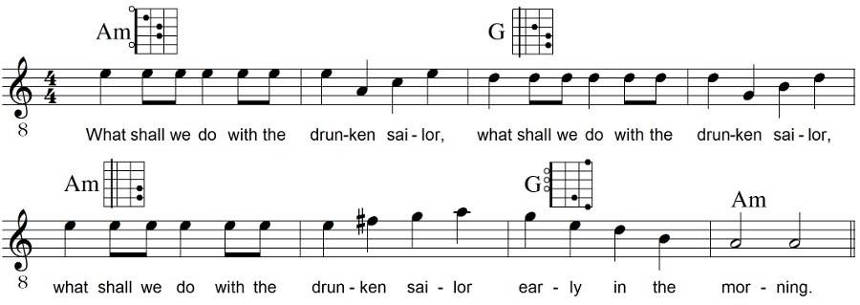 Am G
4
4
8
What shall we do with the drun-ken sai - lor, what shall we do with the drun-ken sai - lor,
Am G Am
8
what shall we do with the drun - ken sai - lor ear - ly in the mor - ning.